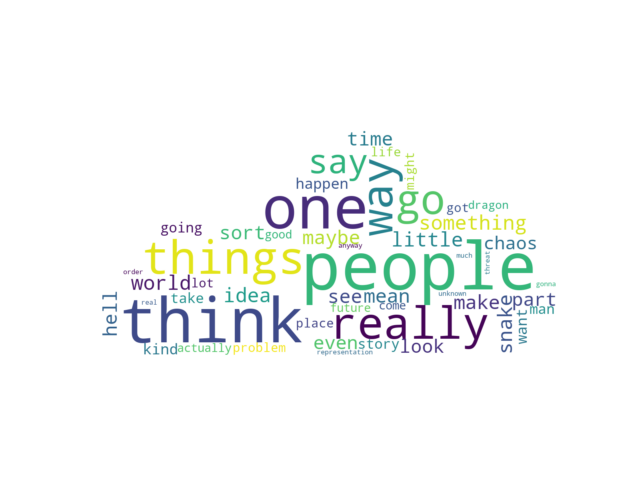 time
life
say
might
happen
way
one
go
got
dragon
going
something
sort
good
maybe
little
chaos
anyway
things
people
much
threat
order
world
lot
gonna
hell
real
take
idea
see
mean
unknown
make
part
think
future
come
really
man
place
snake
want
even
story
look
kind
actually
problem
representation